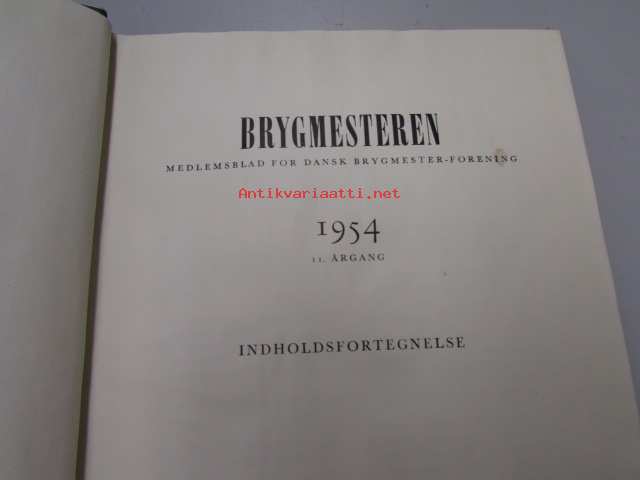 BRYGMESTEREN
MEDLEMSBLAD FOR DANSK BRYGMESTER-FORENING
Antikvariaatti.net
1954
11. ÅRGANG
INDHOLDSFORTEGNELSE